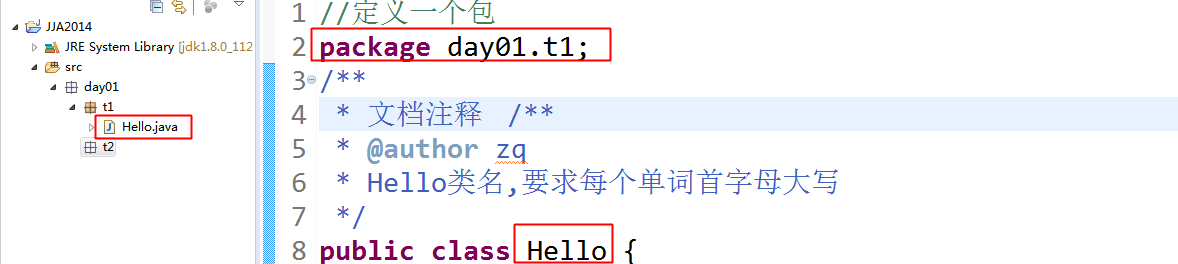 JJA2014
JRE System Library [jdk1.8.0_112
src
day01
t1
Hello.java
t2
1 //定义一个包
2 package day01.t1;
3 /**
4 * 文档注释 /**
5 * @author zq
6 * Hello类名,要求每个单词首字母大写
7 */
8 public class Hello {